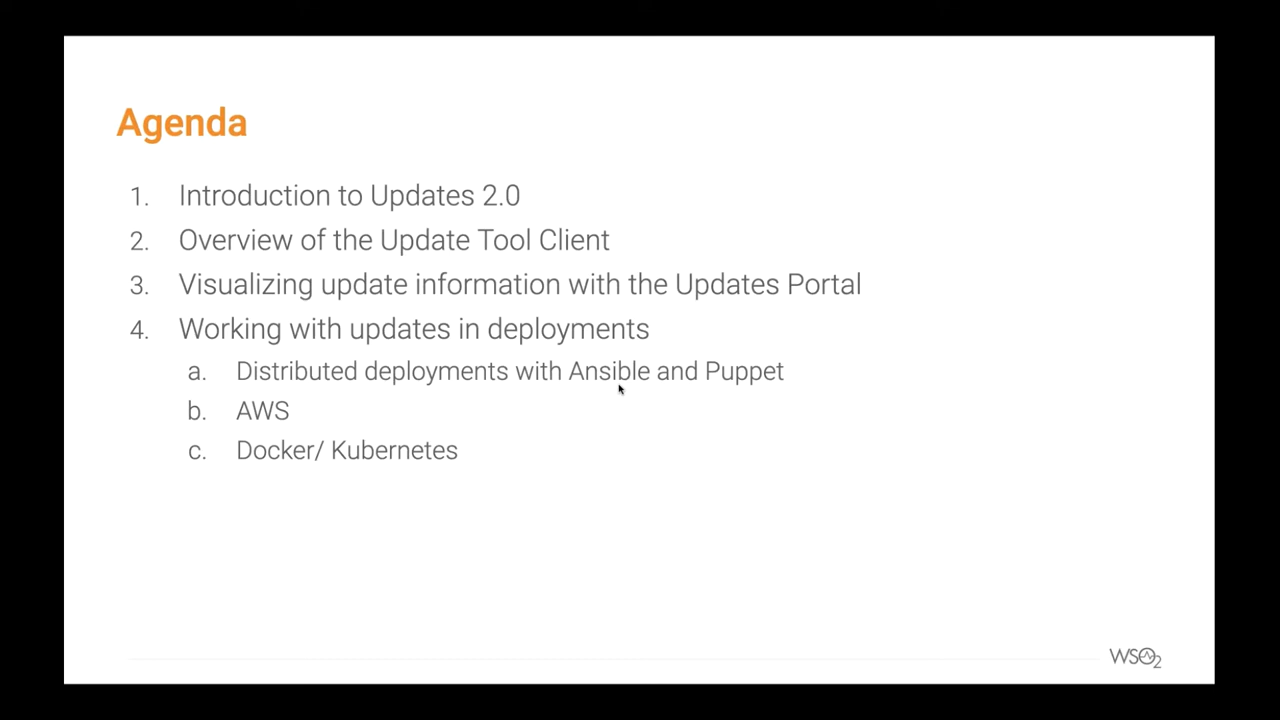 Agenda
1. Introduction to Updates 2.0
2. Overview of the Update Tool Client
3. Visualizing update information with the Updates Portal
4. Working with updates in deployments
a. Distributed deployments with Ansible and Puppet
b. AWS
c. Docker/ Kubernetes
WSO2